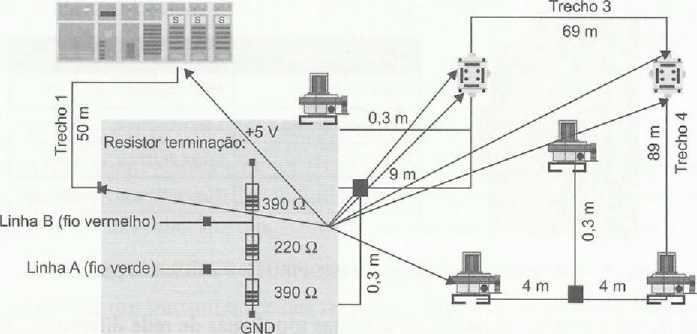 S S S
Trecho 3
69 m
Trecho 1
50 m
+5 V
0,3 m
Resistor terminação:
9 m
89 m
Trecho 4
390 Ω
Linha B (fio vermelho)
220 Ω
0,3 m
0,3 m
Linha A (fio verde)
390 Ω
4 m
4 m
GND